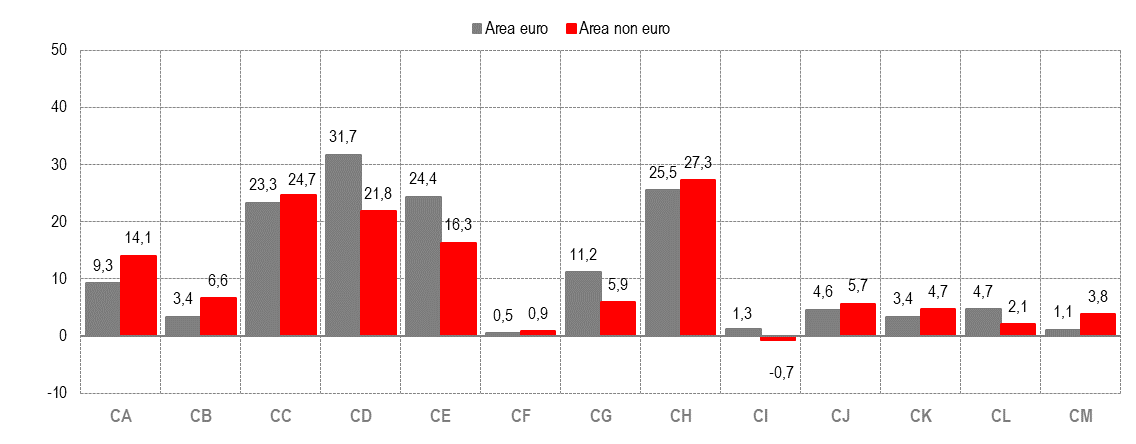 Area euro Area non euro
50
40
30
20
10
0
-10
9,3 14,1 3,4 6,6 23,3 24,7 31,7 21,8 24,4 16,3 0,5 0,9 11,2 5,9 25,5 27,3 1,3 -0,7 4,6 5,7 3,4 4,7 4,7 2,1 1,1 3,8
CA CB CC CD CE CF CG CH CI CJ CK CL CM